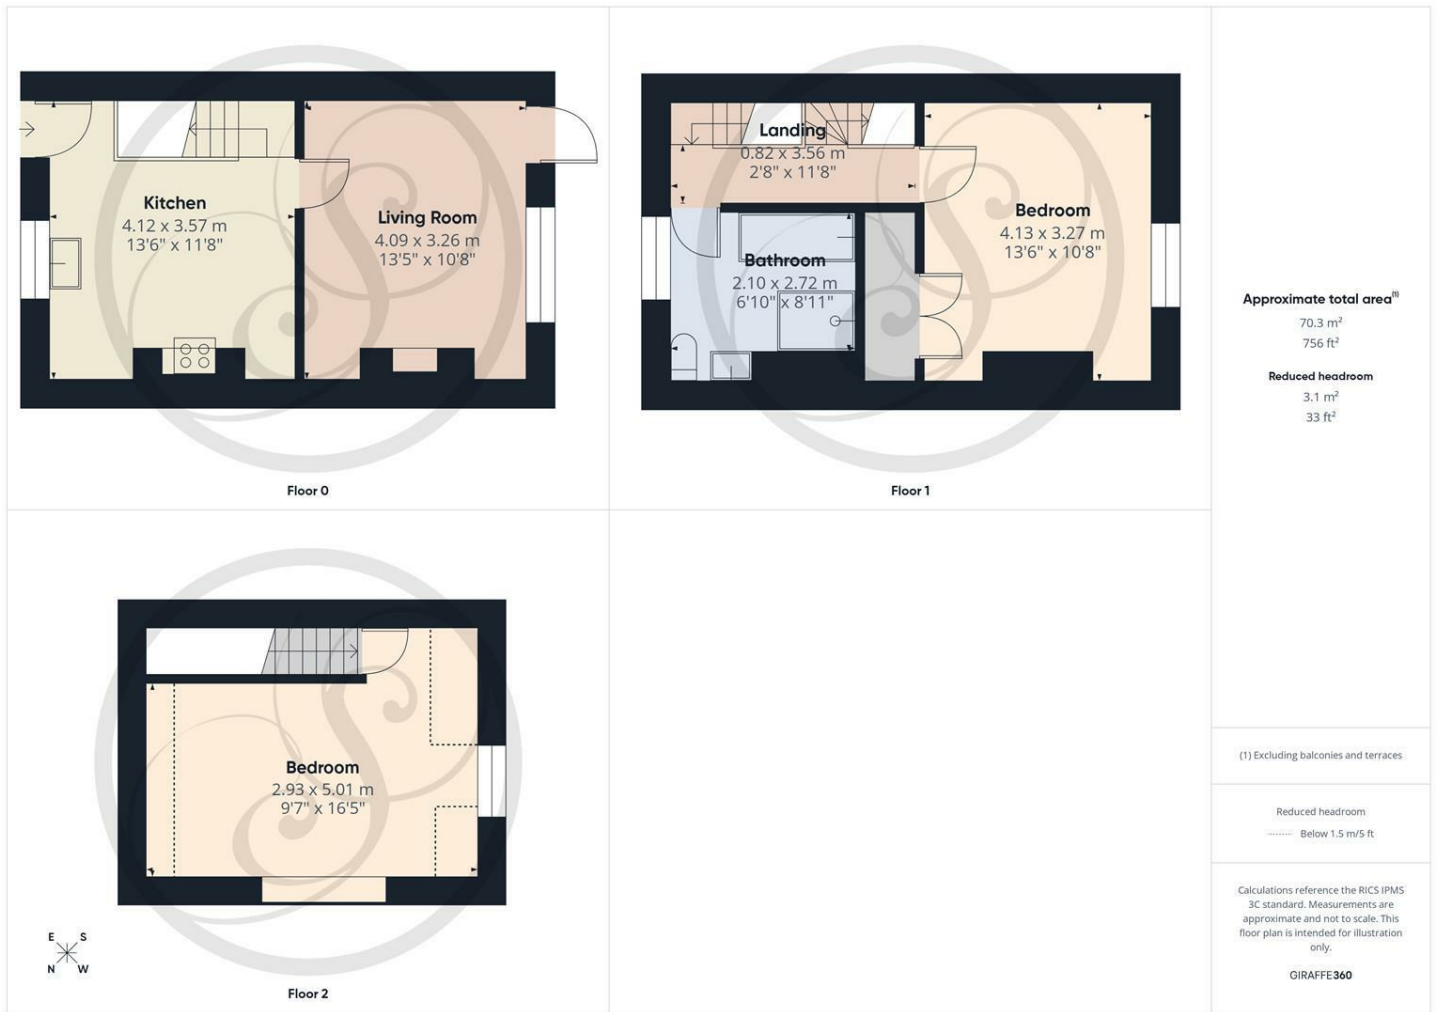 Kitchen
4.12 x 3.57 m
13'6" x 11'8"
Living Room
4.09 x 3.26 m
13'5" x 10'8"
Floor 0
Landing
0.82 x 3.56 m
2'8" x 11'8"
Bathroom
2.10 x 2.72 m
6'10" x 8'11"
Bedroom
4.13 x 3.27 m
13'6" x 10'8"
Floor 1
Bedroom
2.93 x 5.01 m
9'7" x 16'5"
E S
N W
Floor 2
Approximate total area(1)
70.3 m²
756 ft²
Reduced headroom
3.1 m²
33 ft²
(1) Excluding balconies and terraces
Reduced headroom
Below 1.5 m/5 ft
Calculations reference the RICS IPMS
3C standard. Measurements are
approximate and not to scale. This
floor plan is intended for illustration
only.
GIRAFFE360